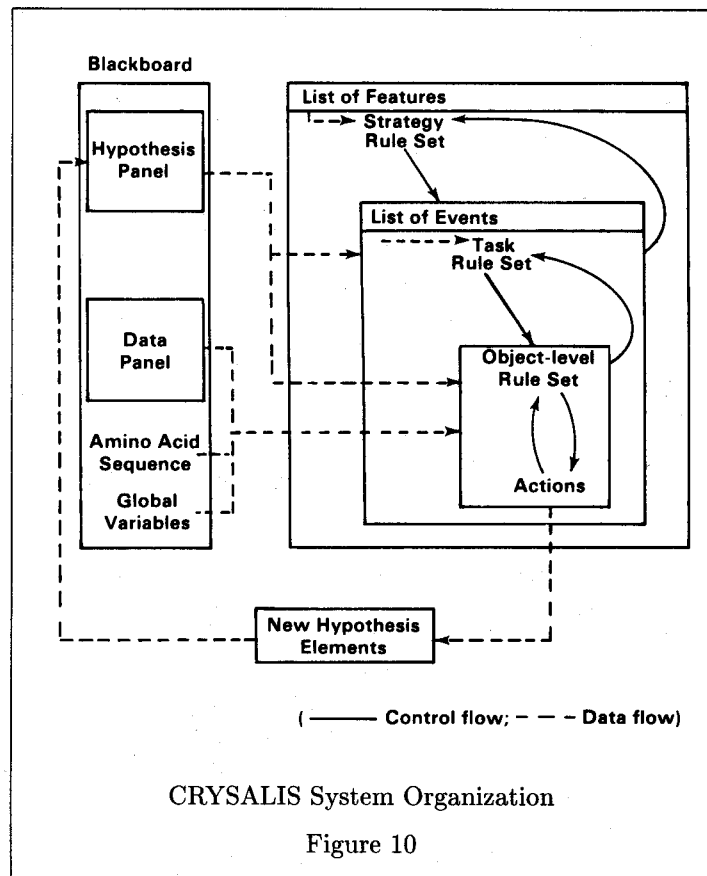 Blackboard
Hypothesis
Panel
Data
Panel
Amino Acid
Sequence
Global
Variables
List of Features
Strategy
Rule Set
List of Events
Task
Rule Set
Object-level
Rule Set
Actions
New Hypothesis
Elements
( ——— Control flow; – – – Data flow)
CRYSALIS System Organization
Figure 10